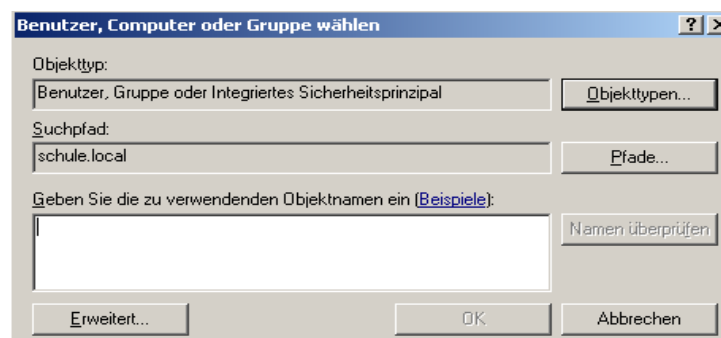 Benutzer, Computer oder Gruppe wählen
Objekttyp:
Benutzer, Gruppe oder Integriertes Sicherheitsprinzipal
Objekttypen...
Suchpfad:
schule.local
Pfade...
Geben Sie die zu verwendenden Objektnamen ein (Beispiele):
Namen überprüfen
Erweitert...
OK
Abbrechen